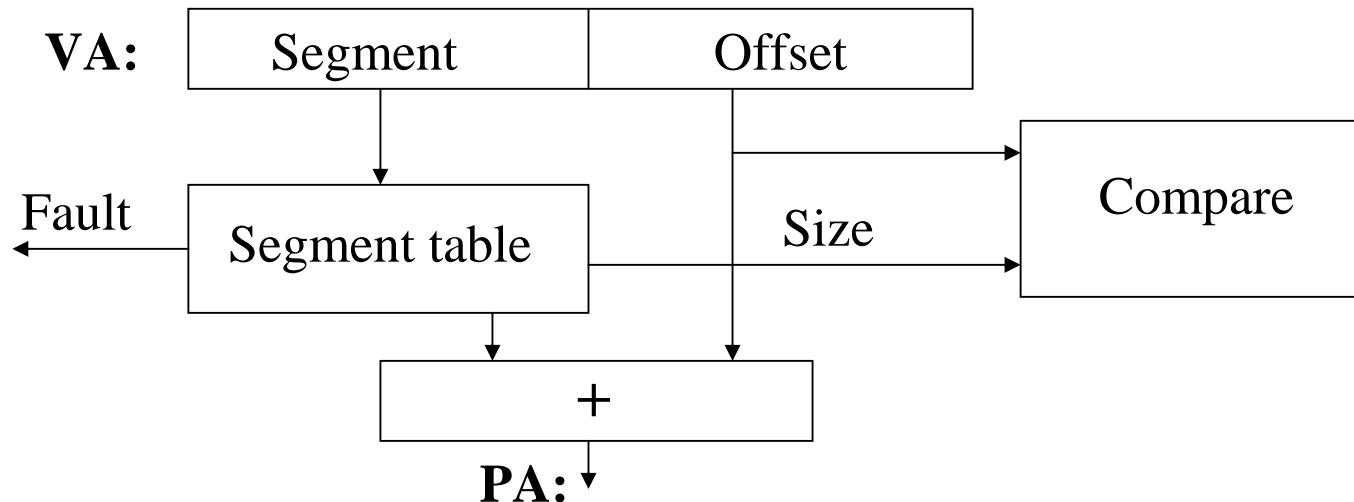 VA:
Segment
Offset
Fault
Segment table
Size
Compare
+
PA: